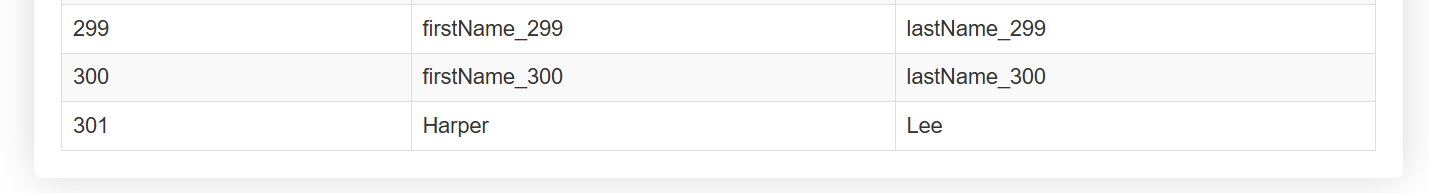 299 firstName_299 lastName_299
300 firstName_300 lastName_300
301 Harper Lee